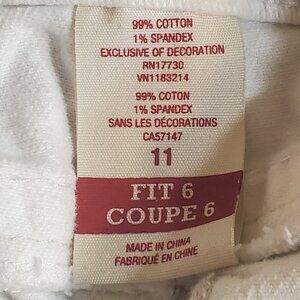 99% COTTON
1% SPANDEX
EXCLUSIVE OF DECORATION
RN17730
VN1183214
99% COTON
1% SPANDEX
SANS LES DÉCORATIONS
CA57147
11
FIT 6
COUPE 6
MADE IN CHINA
FABRIQUÉ EN CHINE